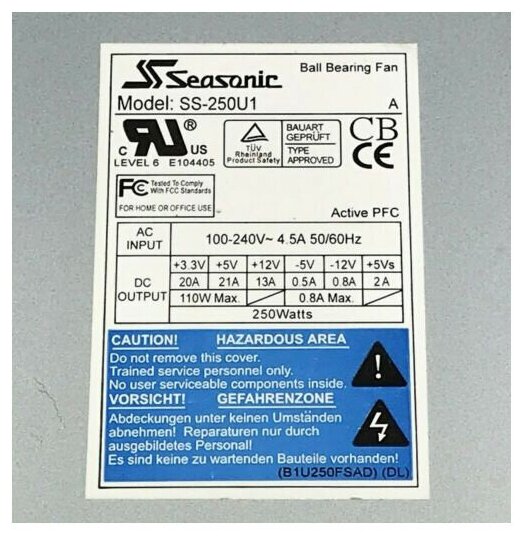 Seasonic
Ball Bearing Fan
Model: SS-250U1
A
c RU ® US
LEVEL 6 E104405
TÜV
Rheinland
Product Safety
BAUART
GEPRÜFT
TYPE
APPROVED
CB
CE
FC Tested To Comply
With FCC Standards
FOR HOME OR OFFICE USE
Active PFC
AC INPUT 100-240V~ 4.5A 50/60Hz
DC OUTPUT
+3.3V +5V +12V -5V -12V +5Vs
20A 21A 13A 0.5A 0.8A 2A
110W Max. 0.8A Max.
250Watts
CAUTION! HAZARDOUS AREA
Do not remove this cover.
Trained service personnel only.
No user serviceable components inside.
VORSICHT! GEFAHRENZONE
Abdeckungen unter keinen Umständen
abnehmen! Reparaturen nur durch
ausgebildetes Personal!
Es sind keine zu wartenden Bauteile vorhanden!
(B1U250FSAD) (DL)